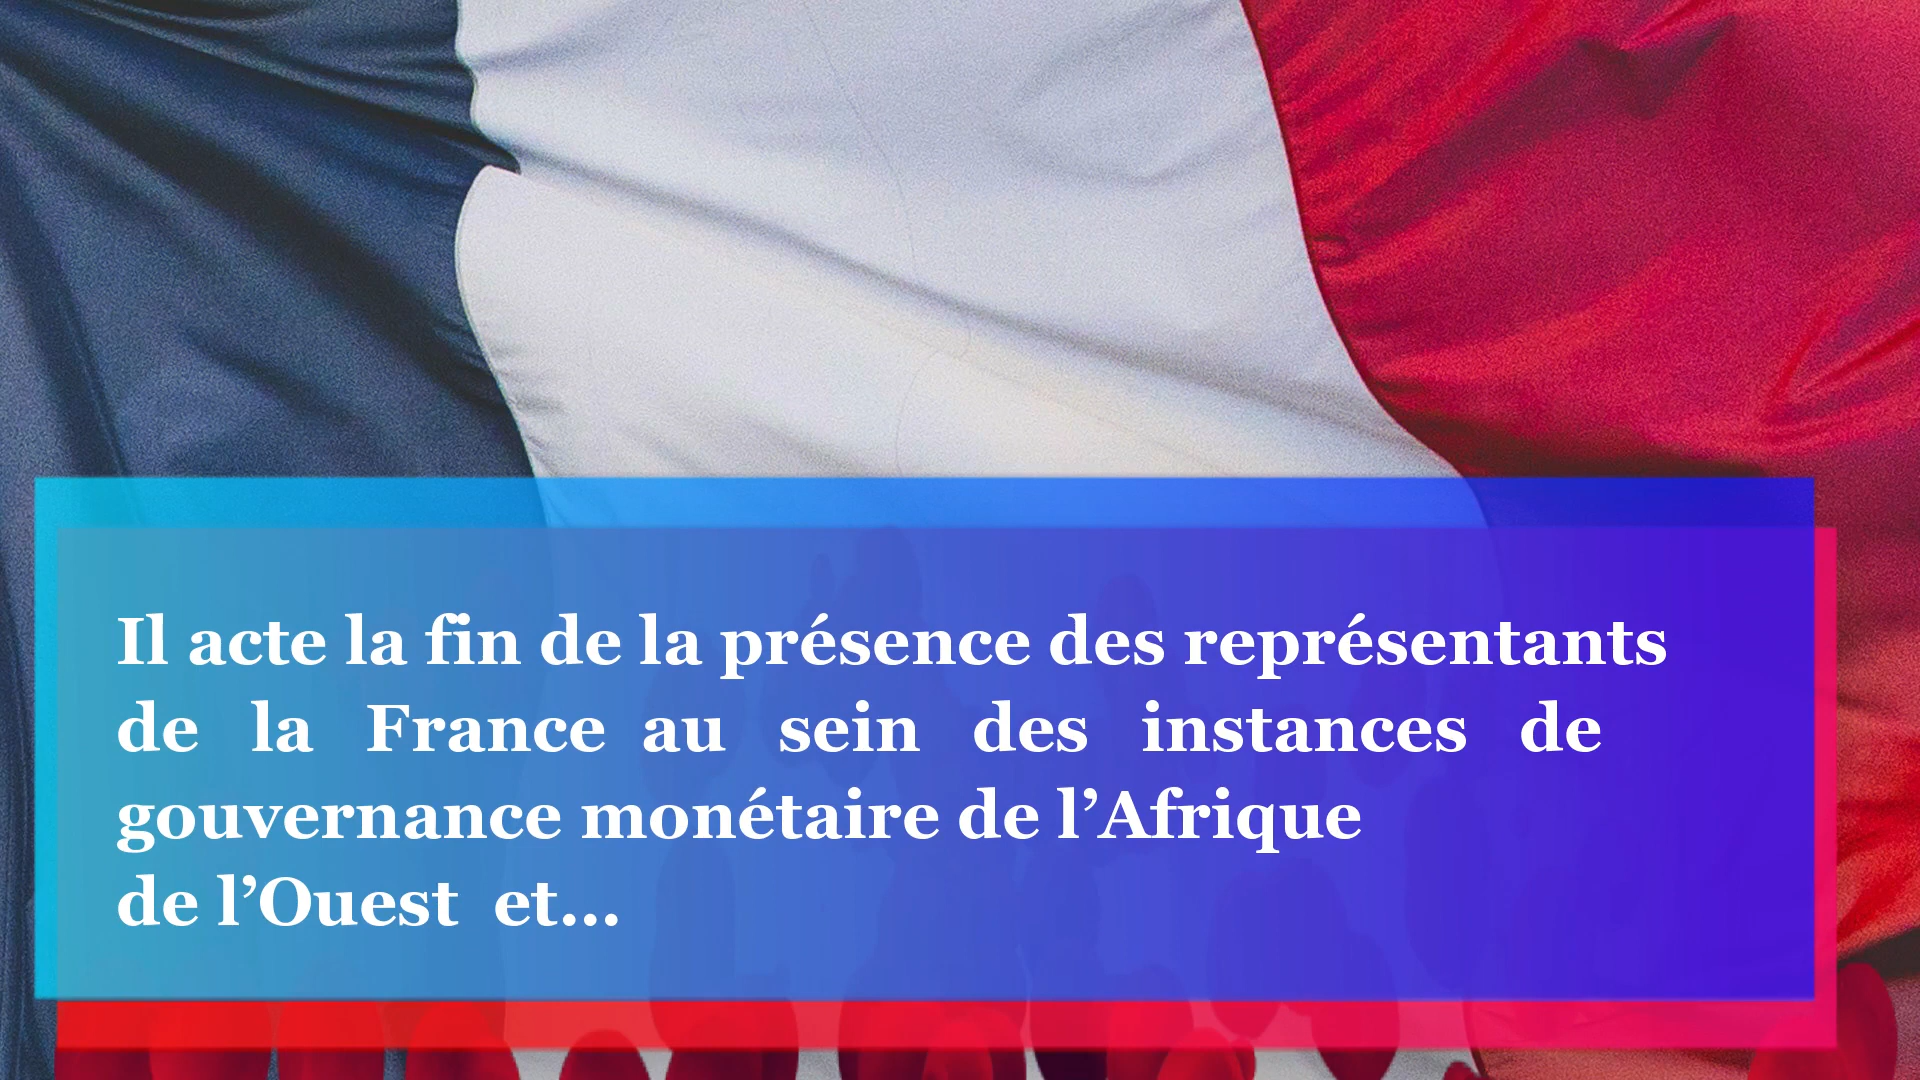 Il acte la fin de la présence des représentants
de la France au sein des instances de
gouvernance monétaire de l’Afrique
de l’Ouest et...